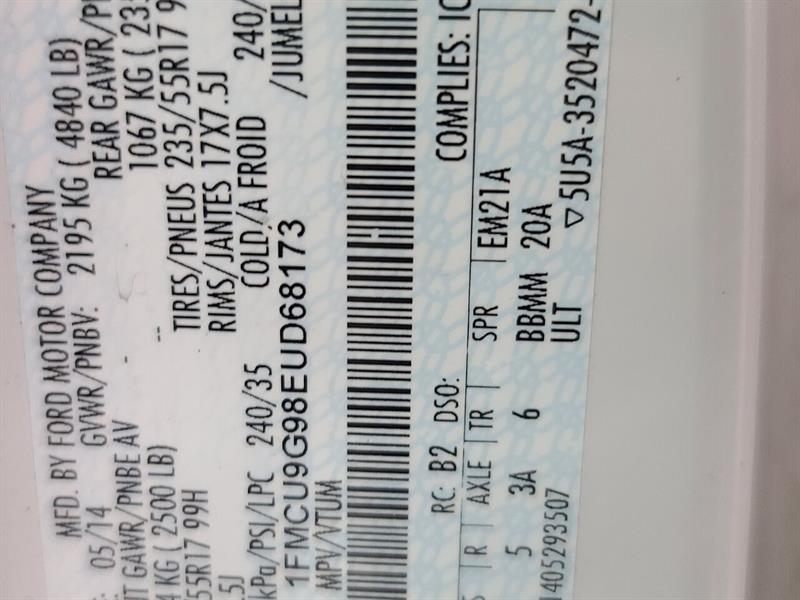 MFD. BY FORD MOTOR COMPANY
05/14 GVWR/PNBV: 2195 KG ( 4840 LB)
GAWR/PNBE AV - REAR GAWR/P
KG ( 2500 LB) -- 1067 KG ( 23
55R17 99H TIRES/PNEUS 235/55R17 9
.5J RIMS/JANTES 17X7.5J
kPa/PSI/LPC 240/35 COLD/A FROID 240/
1FMCU9G98EUD68173 /JUMEL
MPV/VTUM
RC: B2 DSO: COMPLIES: IC
R AXLE TR SPR EM21A
5 3A 6 BBMM 20A
1405293507 ULT ▽5U5A-3520472-